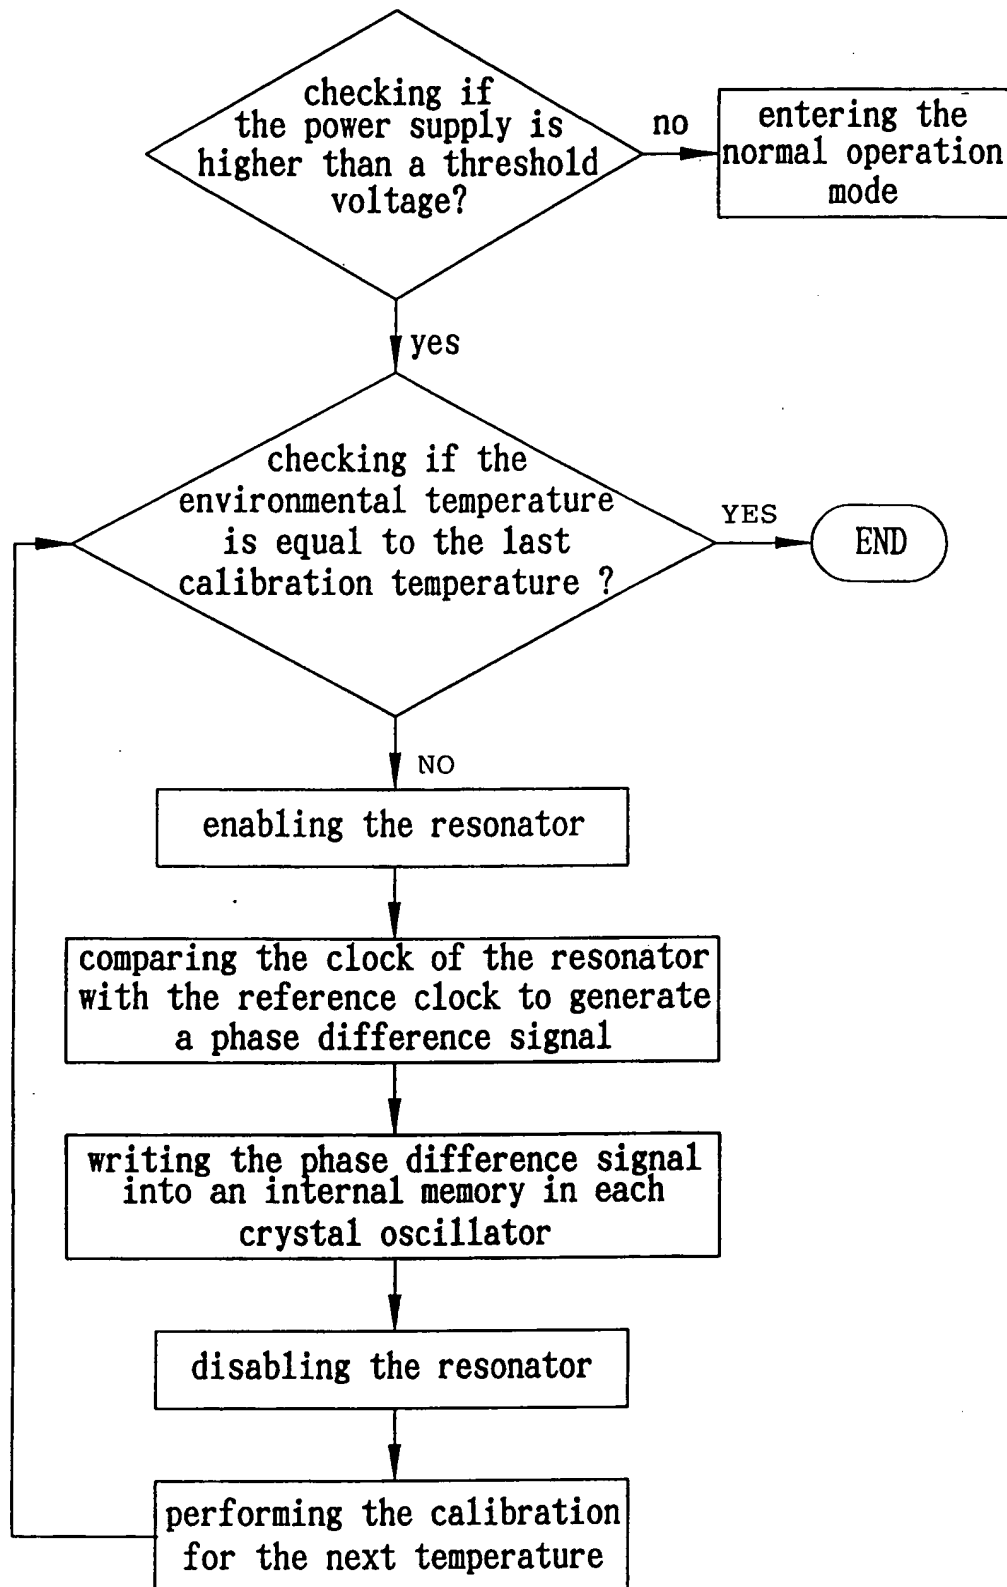 checking if
the power supply is
higher than a threshold
voltage?
no
entering the
normal operation
mode
yes
checking if the
environmental temperature
is equal to the last
calibration temperature ?
YES
END
NO
enabling the resonator
comparing the clock of the resonator
with the reference clock to generate
a phase difference signal
writing the phase difference signal
into an internal memory in each
crystal oscillator
disabling the resonator
performing the calibration
for the next temperature